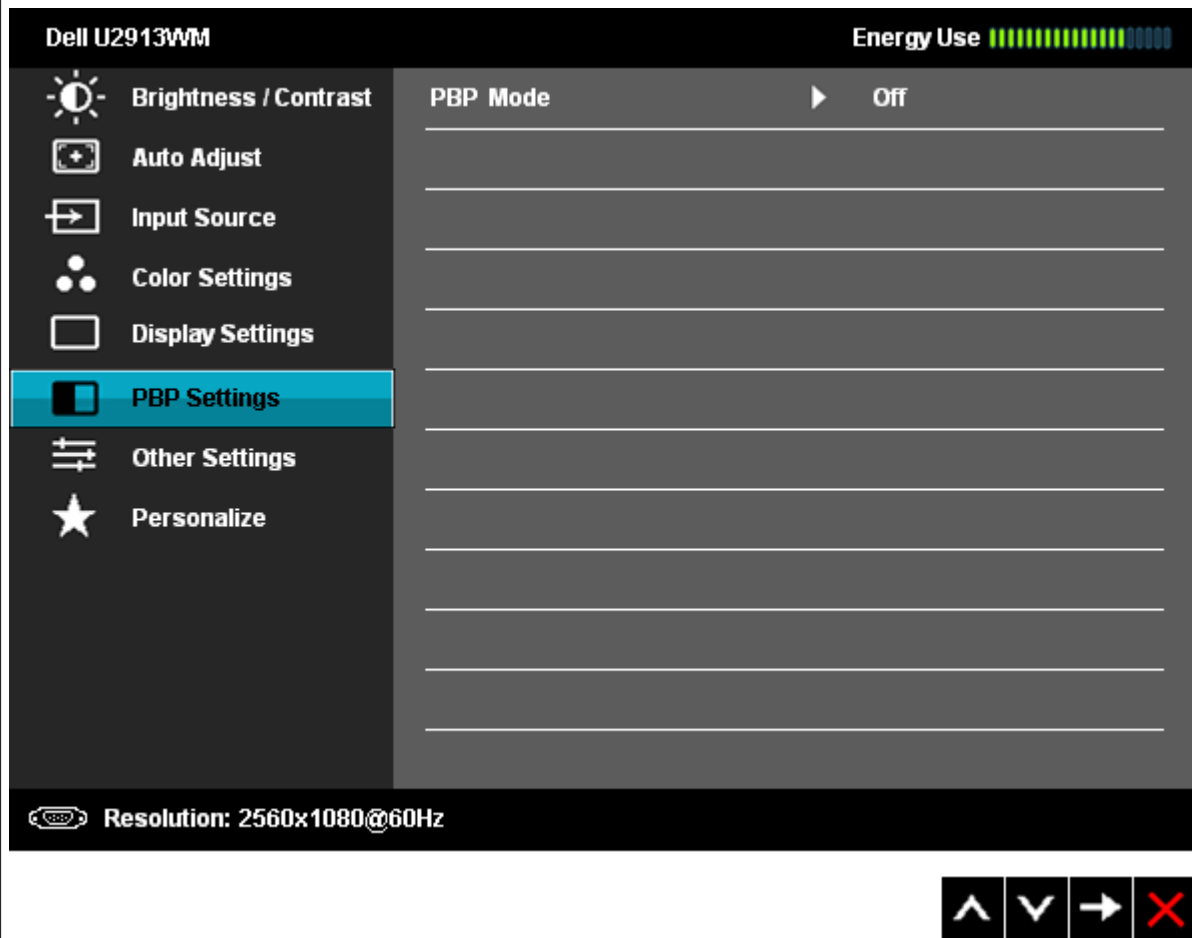 Dell U2913WM Energy Use
Brightness / Contrast PBP Mode Off
Auto Adjust
Input Source
Color Settings
Display Settings
PBP Settings
Other Settings
Personalize
Resolution: 2560x1080@60Hz